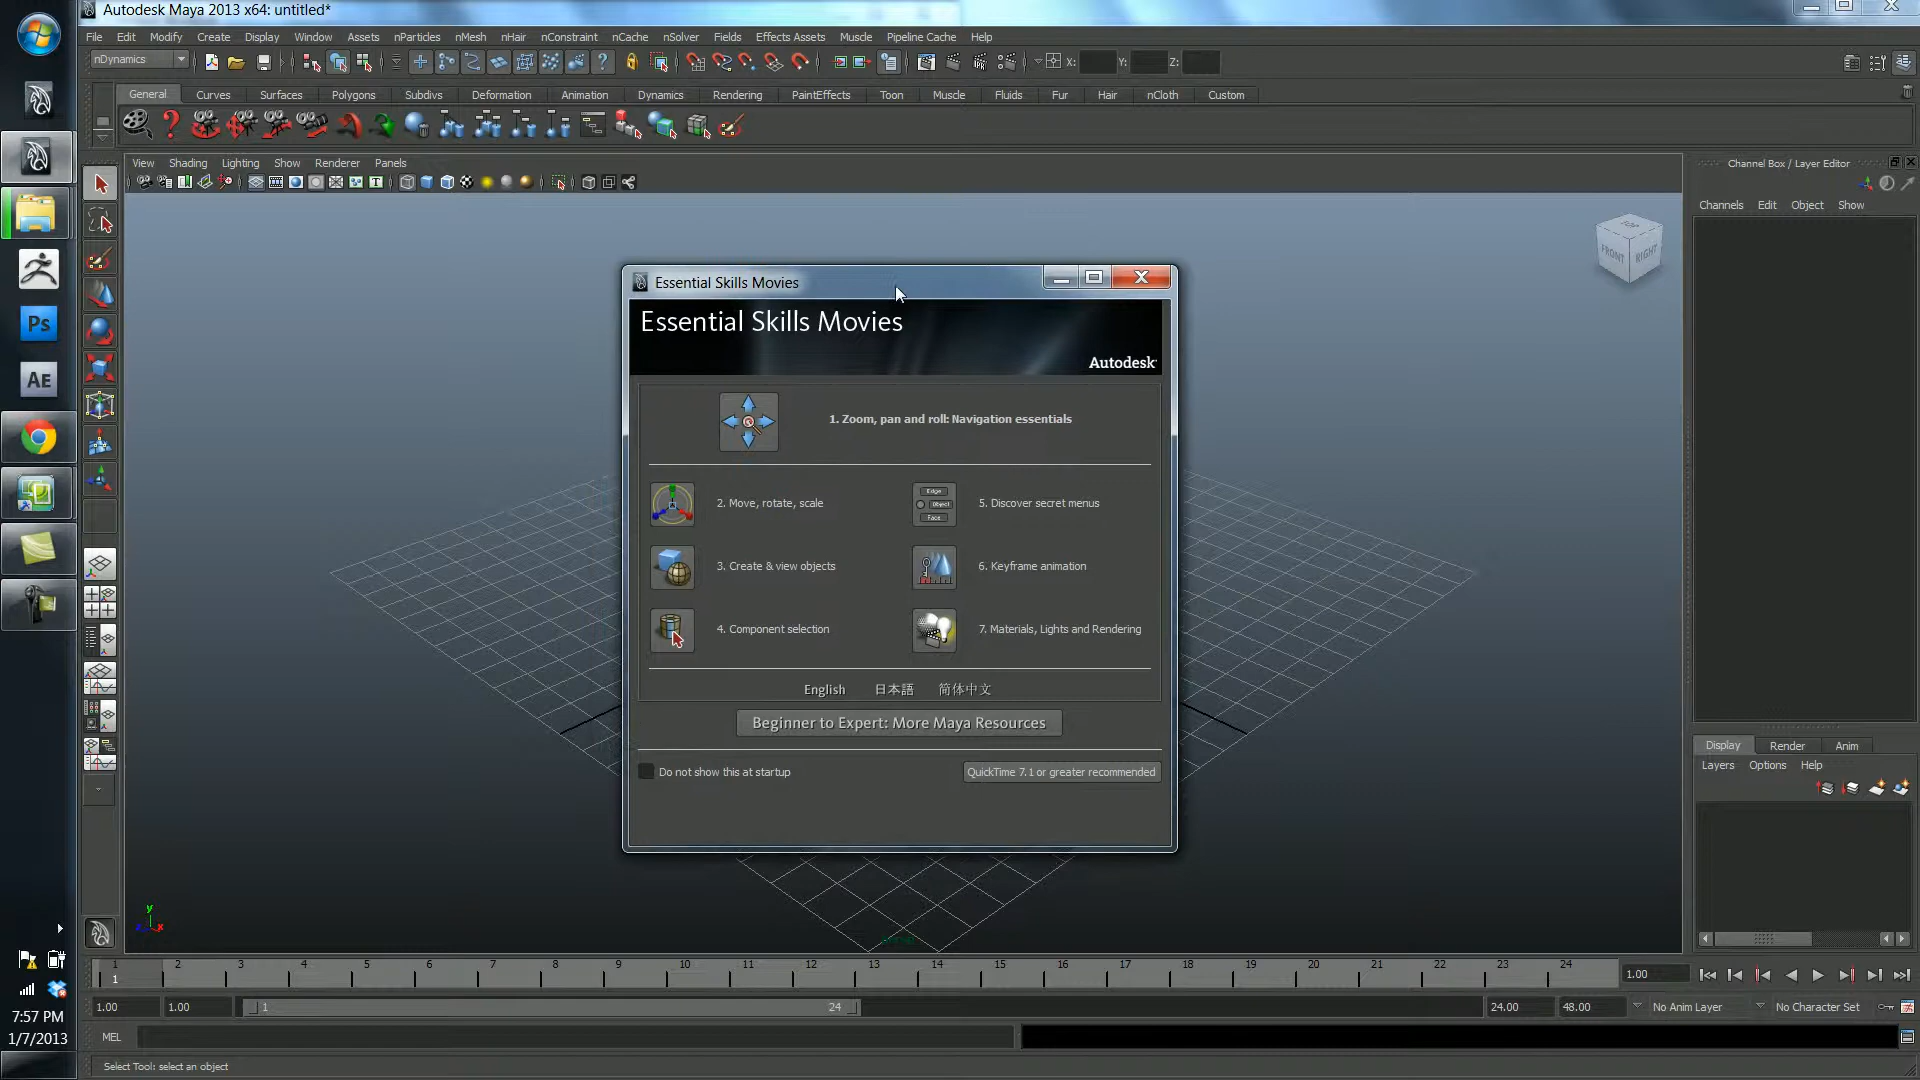 Autodesk Maya 2013 x64: untitled*
File Edit Modify Create Display Window Assets nParticles nMesh nHair nConstraint nCache nSolver Fields Effects Assets Muscle Pipeline Cache Help
nDynamics X: Y: Z:
General Curves Surfaces Polygons Subdivs Deformation Animation Dynamics Rendering PaintEffects Toon Muscle Fluids Fur Hair nCloth Custom
View Shading Lighting Show Renderer Panels
Channel Box / Layer Editor
Channels Edit Object Show
TOP
FRONT RIGHT
Essential Skills Movies
Essential Skills Movies
Autodesk
1. Zoom, pan and roll: Navigation essentials
2. Move, rotate, scale
3. Create & view objects
4. Component selection
Edge
Object
Face
5. Discover secret menus
6. Keyframe animation
7. Materials, Lights and Rendering
English 日本語 简体中文
Beginner to Expert: More Maya Resources
Do not show this at startup
QuickTime 7.1 or greater recommended
Ps
AE
Display Render Anim
Layers Options Help
y
x
1 2 3 4 5 6 7 8 9 10 11 12 13 14 15 16 17 18 19 20 21 22 23 24
1
1.00
1.00 1.00 1 24 24.00 48.00 No Anim Layer No Character Set
MEL
Select Tool: select an object
7:57 PM
1/7/2013